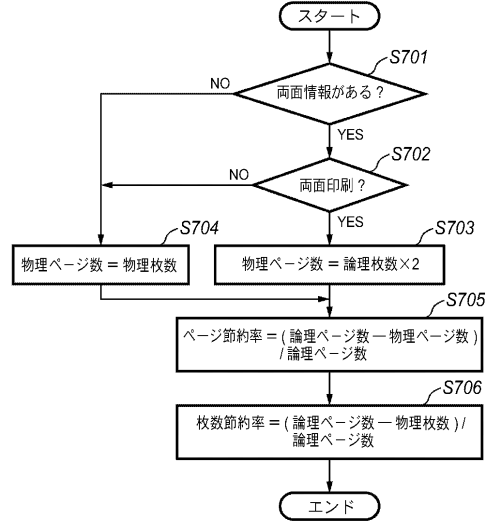 スタート
S701
両面情報がある?
NO
YES
S702
両面印刷?
NO
YES
S704
物理ページ数=物理枚数
S703
物理ページ数=論理枚数×2
S705
ページ節約率=(論理ページ数—物理ページ数)
/論理ページ数
S706
枚数節約率=(論理ページ数—物理枚数)/
論理ページ数
エンド